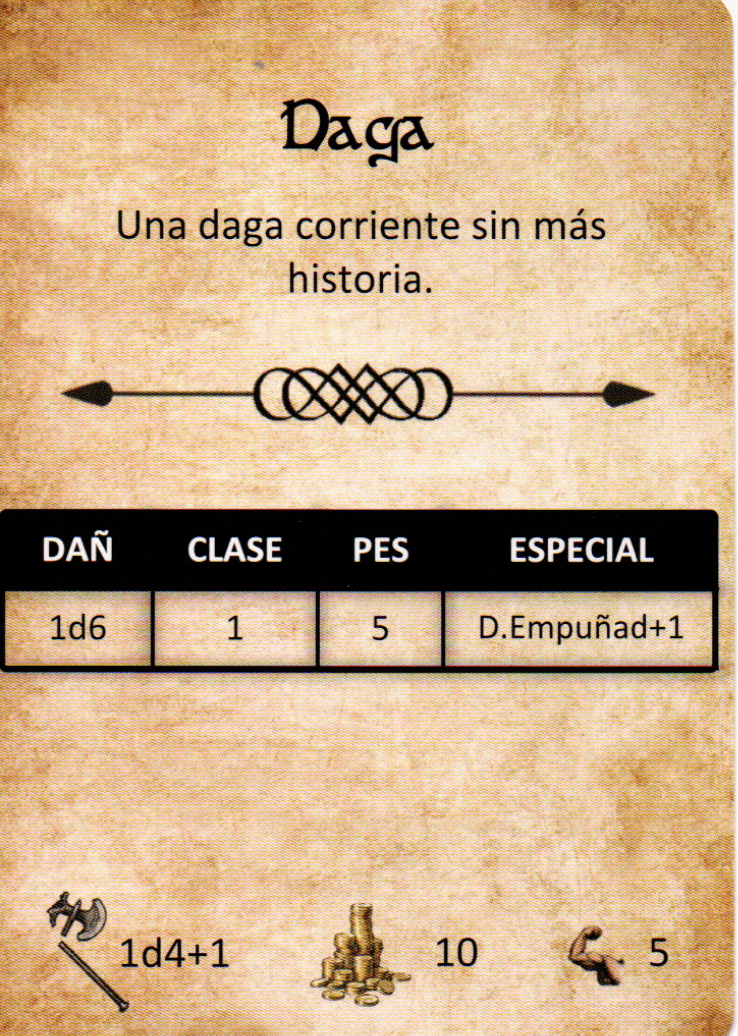 Daga
Una daga corriente sin más
historia.
DAÑ CLASE PES ESPECIAL
1d6 1 5 D.Empuñad+1
1d4+1 10 5